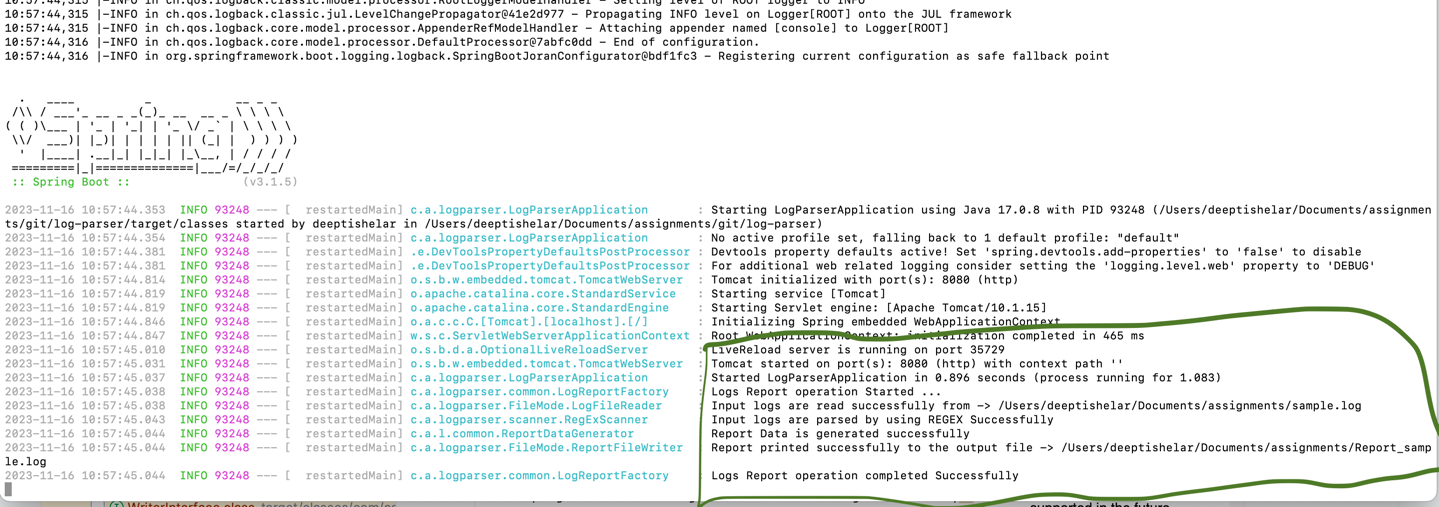 10:57:44,315 |-INFO in ch.qos.logback.classic.model.processor.RootLoggerModelHandler - Setting level of ROOT logger to INFO
10:57:44,315 |-INFO in ch.qos.logback.classic.jul.LevelChangePropagator@41e2d977 - Propagating INFO level on Logger[ROOT] onto the JUL framework
10:57:44,315 |-INFO in ch.qos.logback.core.model.processor.AppenderRefModelHandler - Attaching appender named [console] to Logger[ROOT]
10:57:44,316 |-INFO in ch.qos.logback.core.model.processor.DefaultProcessor@7abfc0dd - End of configuration.
10:57:44,316 |-INFO in org.springframework.boot.logging.logback.SpringBootJoranConfigurator@bdf1fc3 - Registering current configuration as safe fallback point
  .   ____          _            __ _ _
 /\\ / ___'_ __ _ _(_)_ __  __ _ \ \ \ \
( ( )\___ | '_ | '_| | '_ \/ _` | \ \ \ \
 \\/  ___)| |_)| | | | | || (_| |  ) ) ) )
  '  |____| .__|_| |_|_| |_\__, | / / / /
 =========|_|==============|___/=/_/_/_/
 :: Spring Boot ::                (v3.1.5)
2023-11-16 10:57:44.353  INFO 93248 --- [  restartedMain] c.a.logparser.LogParserApplication       : Starting LogParserApplication using Java 17.0.8 with PID 93248 (/Users/deeptishelar/Documents/assignmen
ts/git/log-parser/target/classes started by deeptishelar in /Users/deeptishelar/Documents/assignments/git/log-parser)
2023-11-16 10:57:44.354  INFO 93248 --- [  restartedMain] c.a.logparser.LogParserApplication       : No active profile set, falling back to 1 default profile: "default"
2023-11-16 10:57:44.381  INFO 93248 --- [  restartedMain] .e.DevToolsPropertyDefaultsPostProcessor : Devtools property defaults active! Set 'spring.devtools.add-properties' to 'false' to disable
2023-11-16 10:57:44.381  INFO 93248 --- [  restartedMain] .e.DevToolsPropertyDefaultsPostProcessor : For additional web related logging consider setting the 'logging.level.web' property to 'DEBUG'
2023-11-16 10:57:44.814  INFO 93248 --- [  restartedMain] o.s.b.w.embedded.tomcat.TomcatWebServer  : Tomcat initialized with port(s): 8080 (http)
2023-11-16 10:57:44.819  INFO 93248 --- [  restartedMain] o.apache.catalina.core.StandardService   : Starting service [Tomcat]
2023-11-16 10:57:44.819  INFO 93248 --- [  restartedMain] o.apache.catalina.core.StandardEngine    : Starting Servlet engine: [Apache Tomcat/10.1.15]
2023-11-16 10:57:44.846  INFO 93248 --- [  restartedMain] o.a.c.c.C.[Tomcat].[localhost].[/]       : Initializing Spring embedded WebApplicationContext
2023-11-16 10:57:44.847  INFO 93248 --- [  restartedMain] w.s.c.ServletWebServerApplicationContext : Root WebApplicationContext: initialization completed in 465 ms
2023-11-16 10:57:45.010  INFO 93248 --- [  restartedMain] o.s.b.d.a.OptionalLiveReloadServer       : LiveReload server is running on port 35729
2023-11-16 10:57:45.031  INFO 93248 --- [  restartedMain] o.s.b.w.embedded.tomcat.TomcatWebServer  : Tomcat started on port(s): 8080 (http) with context path ''
2023-11-16 10:57:45.037  INFO 93248 --- [  restartedMain] c.a.logparser.LogParserApplication       : Started LogParserApplication in 0.896 seconds (process running for 1.083)
2023-11-16 10:57:45.038  INFO 93248 --- [  restartedMain] c.a.logparser.common.LogReportFactory    : Logs Report operation Started ...
2023-11-16 10:57:45.038  INFO 93248 --- [  restartedMain] c.a.logparser.FileMode.LogFileReader     : Input logs are read successfully from -> /Users/deeptishelar/Documents/assignments/sample.log
2023-11-16 10:57:45.043  INFO 93248 --- [  restartedMain] c.a.logparser.scanner.RegExScanner       : Input logs are parsed by using REGEX Successfully
2023-11-16 10:57:45.044  INFO 93248 --- [  restartedMain] c.a.l.common.ReportDataGenerator         : Report Data is generated successfully
2023-11-16 10:57:45.044  INFO 93248 --- [  restartedMain] c.a.logparser.FileMode.ReportFileWriter  : Report printed successfully to the output file -> /Users/deeptishelar/Documents/assignments/Report_samp
le.log
2023-11-16 10:57:45.044  INFO 93248 --- [  restartedMain] c.a.logparser.common.LogReportFactory    : Logs Report operation completed Successfully
WriterInterface.class